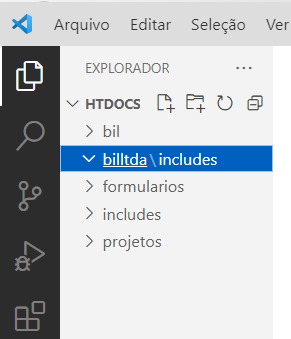 Arquivo Editar Seleção Ver
EXPLORADOR
HTDOCS
bil
billtda\includes
formularios
includes
projetos